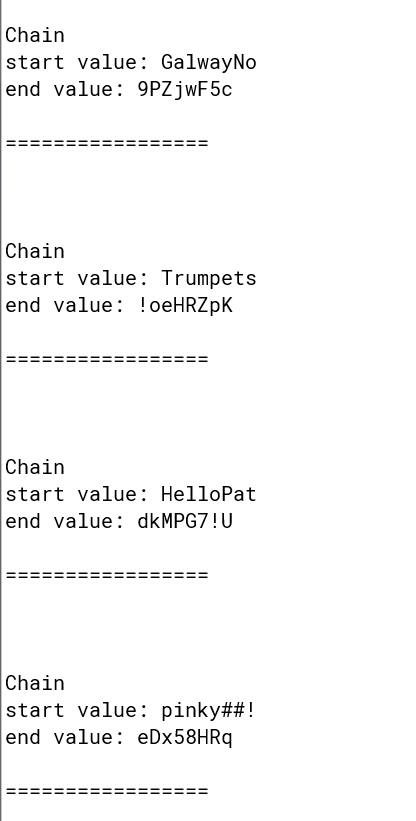 Chain
start value: GalwayNo
end value: 9PZjwF5c
=================
Chain
start value: Trumpets
end value: !oeHRZpK
=================
Chain
start value: HelloPat
end value: dkMPG7!U
=================
Chain
start value: pinky##!
end value: eDx58HRq
=================